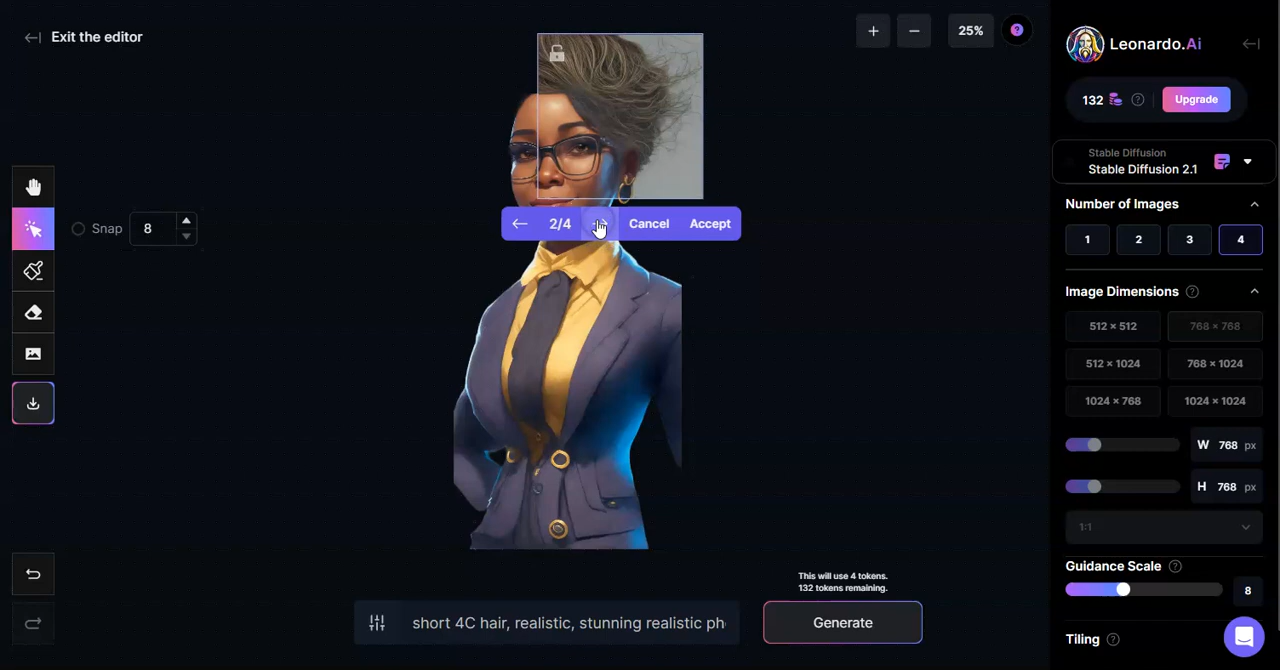 Exit the editor
25%
?
Leonardo.Ai
132
Upgrade
Stable Diffusion
Stable Diffusion 2.1
Snap
8
2/4
Cancel
Accept
Number of Images
1
2
3
4
Image Dimensions
512 × 512
768 × 768
512 × 1024
768 × 1024
1024 × 768
1024 × 1024
W 768 px
H 768 px
1:1
Guidance Scale
8
Tiling
This will use 4 tokens.
132 tokens remaining.
short 4C hair, realistic, stunning realistic ph
Generate